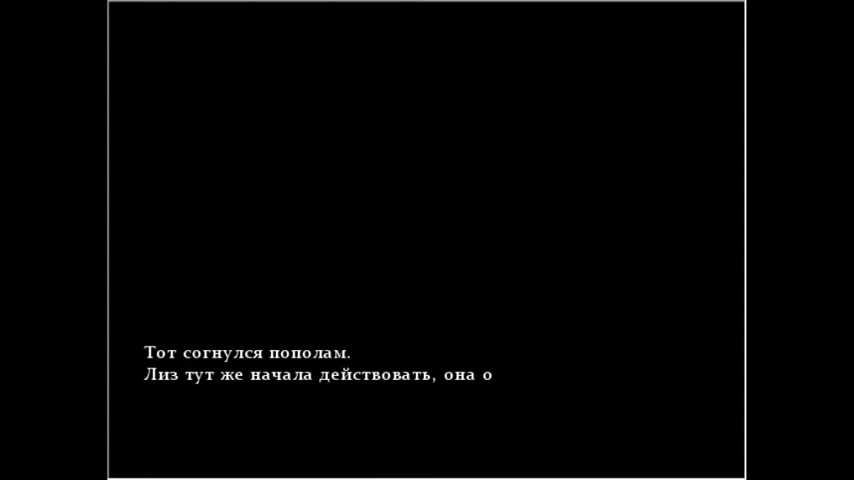 Тот согнулся пополам.
Лиз тут же начала действовать, она о